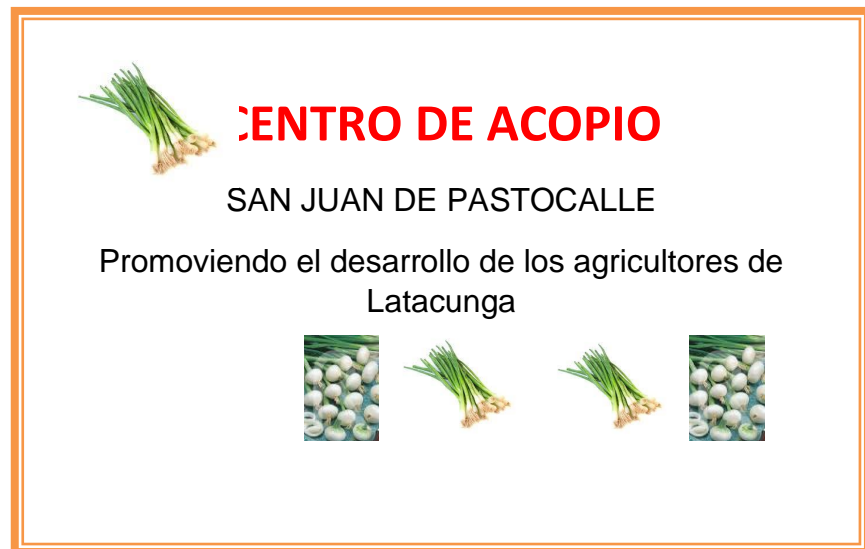 CENTRO DE ACOPIO
SAN JUAN DE PASTOCALLE
Promoviendo el desarrollo de los agricultores de
Latacunga